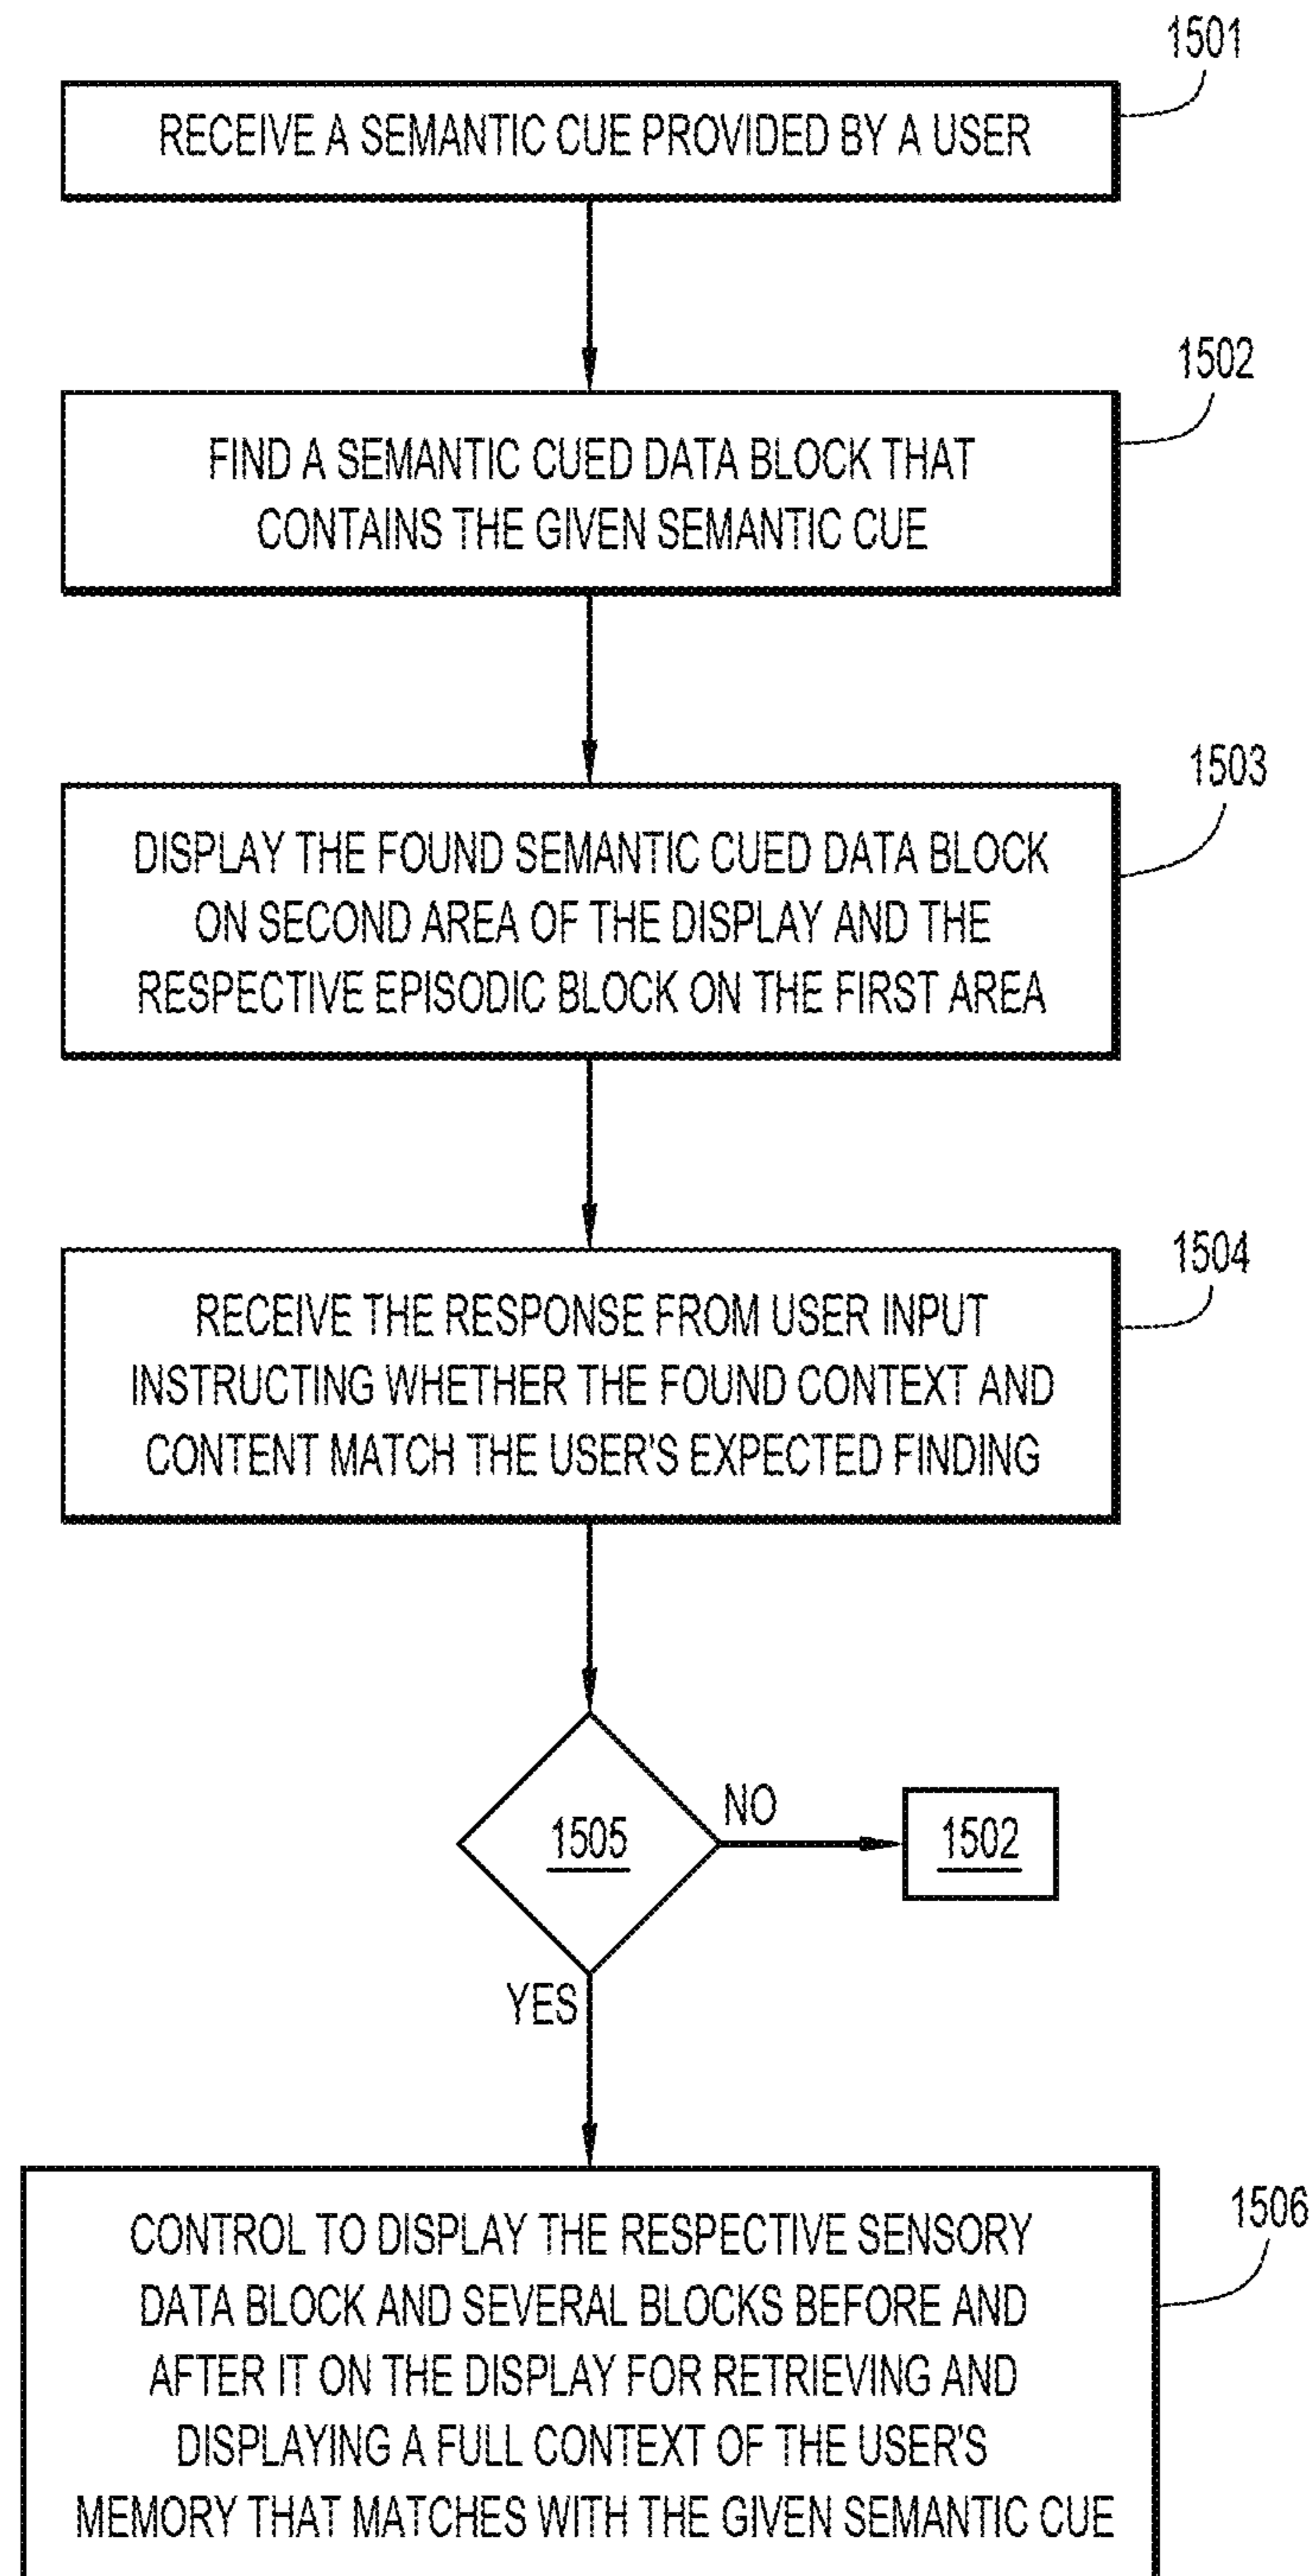 1501
RECEIVE A SEMANTIC CUE PROVIDED BY A USER
1502
FIND A SEMANTIC CUED DATA BLOCK THAT
CONTAINS THE GIVEN SEMANTIC CUE
1503
DISPLAY THE FOUND SEMANTIC CUED DATA BLOCK
ON SECOND AREA OF THE DISPLAY AND THE
RESPECTIVE EPISODIC BLOCK ON THE FIRST AREA
1504
RECEIVE THE RESPONSE FROM USER INPUT
INSTRUCTING WHETHER THE FOUND CONTEXT AND
CONTENT MATCH THE USER'S EXPECTED FINDING
1505
NO
1502
YES
1506
CONTROL TO DISPLAY THE RESPECTIVE SENSORY
DATA BLOCK AND SEVERAL BLOCKS BEFORE AND
AFTER IT ON THE DISPLAY FOR RETRIEVING AND
DISPLAYING A FULL CONTEXT OF THE USER'S
MEMORY THAT MATCHES WITH THE GIVEN SEMANTIC CUE